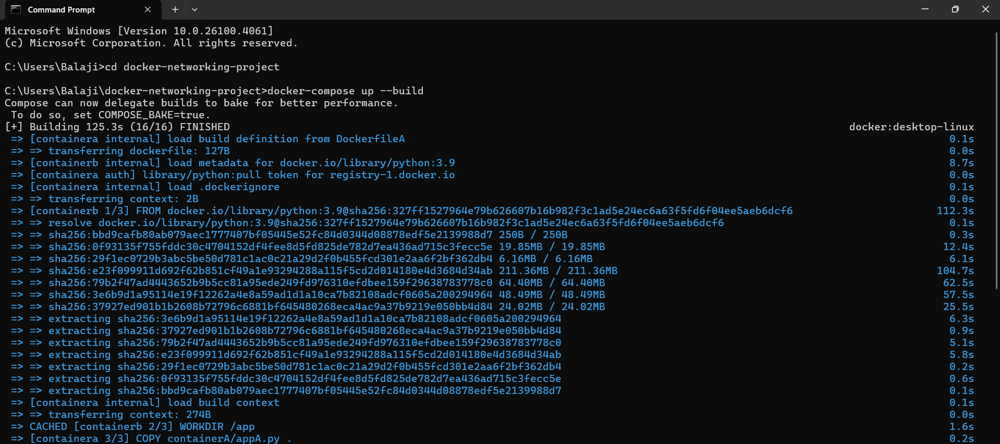 Command Prompt
Microsoft Windows [Version 10.0.26100.4061]
(c) Microsoft Corporation. All rights reserved.
C:\Users\Balaji>cd docker-networking-project
C:\Users\Balaji\docker-networking-project>docker-compose up --build
Compose can now delegate builds to bake for better performance.
 To do so, set COMPOSE_BAKE=true.
[+] Building 125.3s (16/16) FINISHED docker:desktop-linux
 => [containera internal] load build definition from DockerfileA 0.1s
 => => transferring dockerfile: 127B 0.0s
 => [containerb internal] load metadata for docker.io/library/python:3.9 8.7s
 => [containera auth] library/python:pull token for registry-1.docker.io 0.0s
 => [containera internal] load .dockerignore 0.1s
 => => transferring context: 2B 0.0s
 => [containerb 1/3] FROM docker.io/library/python:3.9@sha256:327ff1527964e79b626607b16b982f3c1ad5e24ec6a63f5fd6f04ee5aeb6dcf6 112.3s
 => => resolve docker.io/library/python:3.9@sha256:327ff1527964e79b626607b16b982f3c1ad5e24ec6a63f5fd6f04ee5aeb6dcf6 0.1s
 => => sha256:bbd9cafb80ab079aec1777407bf05445e52fc84d0344d08878edf5e2139988d7 250B / 250B 0.3s
 => => sha256:0f93135f755fddc30c4704152df4fee8d5fd825de782d7ea436ad715c3fecc5e 19.85MB / 19.85MB 12.4s
 => => sha256:29f1ec0729b3abc5be50d781c1ac0c21a29d2f0b455fcd301e2aa6f2bf362db4 6.16MB / 6.16MB 6.1s
 => => sha256:e23f099911d692f62b851cf49a1e93294288a115f5cd2d014180e4d3684d34ab 211.36MB / 211.36MB 104.7s
 => => sha256:79b2f47ad4443652b9b5cc81a95ede249fd976310efdbee159f29638783778c0 64.40MB / 64.40MB 62.5s
 => => sha256:3e6b9d1a95114e19f12262a4e8a59ad1d1a10ca7b82108adcf0605a200294964 48.49MB / 48.49MB 57.5s
 => => sha256:37927ed901b1b2608b72796c6881bf645480268eca4ac9a37b9219e050bb4d84 24.02MB / 24.02MB 25.5s
 => => extracting sha256:3e6b9d1a95114e19f12262a4e8a59ad1d1a10ca7b82108adcf0605a200294964 6.3s
 => => extracting sha256:37927ed901b1b2608b72796c6881bf645480268eca4ac9a37b9219e050bb4d84 0.9s
 => => extracting sha256:79b2f47ad4443652b9b5cc81a95ede249fd976310efdbee159f29638783778c0 5.1s
 => => extracting sha256:e23f099911d692f62b851cf49a1e93294288a115f5cd2d014180e4d3684d34ab 5.8s
 => => extracting sha256:29f1ec0729b3abc5be50d781c1ac0c21a29d2f0b455fcd301e2aa6f2bf362db4 0.2s
 => => extracting sha256:0f93135f755fddc30c4704152df4fee8d5fd825de782d7ea436ad715c3fecc5e 0.6s
 => => extracting sha256:bbd9cafb80ab079aec1777407bf05445e52fc84d0344d08878edf5e2139988d7 0.1s
 => [containera internal] load build context 0.1s
 => => transferring context: 274B 0.0s
 => CACHED [containerb 2/3] WORKDIR /app 1.6s
 => [containera 3/3] COPY containerA/appA.py . 0.2s